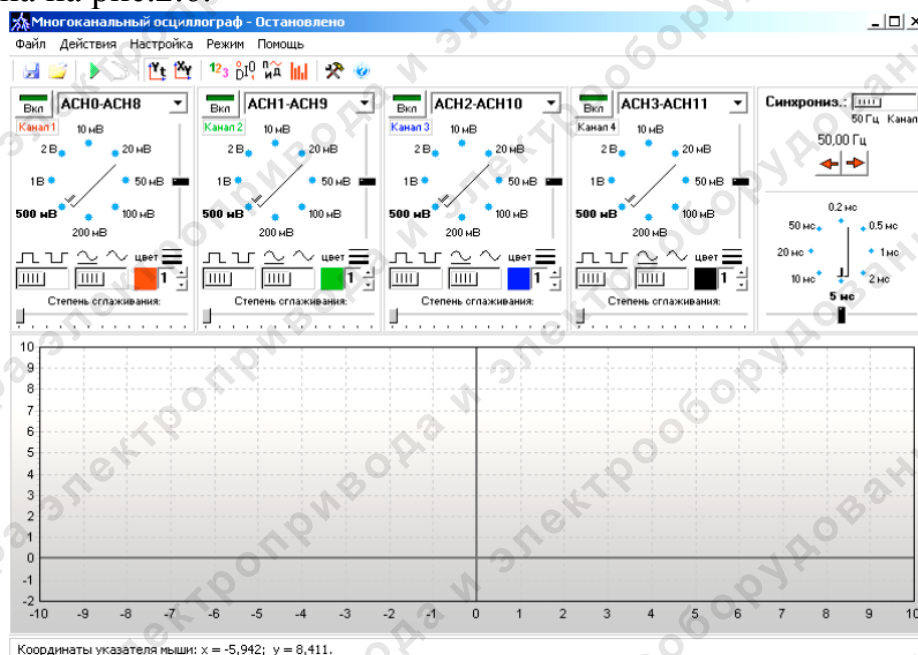 на на рис.2.6.
Многоканальный осциллограф - Остановлено
Файл Действия Настройка Режим Помощь
Вкл ACH0-ACH8 Вкл ACH1-ACH9 Вкл ACH2-ACH10 Вкл ACH3-ACH11 Синхрониз.:
50 Гц Канал
Канал 1 10 мВ Канал 2 10 мВ Канал 3 10 мВ Канал 4 10 мВ
50,00 Гц
2 В 20 мВ 2 В 20 мВ 2 В 20 мВ 2 В 20 мВ
1 В 50 мВ 1 В 50 мВ 1 В 50 мВ 1 В 50 мВ
500 мВ 100 мВ 500 мВ 100 мВ 500 мВ 100 мВ 500 мВ 100 мВ
200 мВ 200 мВ 200 мВ 200 мВ
0.2 мс
50 мс 0.5 мс
20 мс 1 мс
10 мс 2 мс
5 мс
цвет цвет цвет цвет
1 1 1 1
Степень сглаживания: Степень сглаживания: Степень сглаживания: Степень сглаживания:
10
9
8
7
6
5
4
3
2
1
0
-1
-2
-10 -9 -8 -7 -6 -5 -4 -3 -2 -1 0 1 2 3 4 5 6 7 8 9 10
Координаты указателя мыши: x = -5,942; y = 8,411.